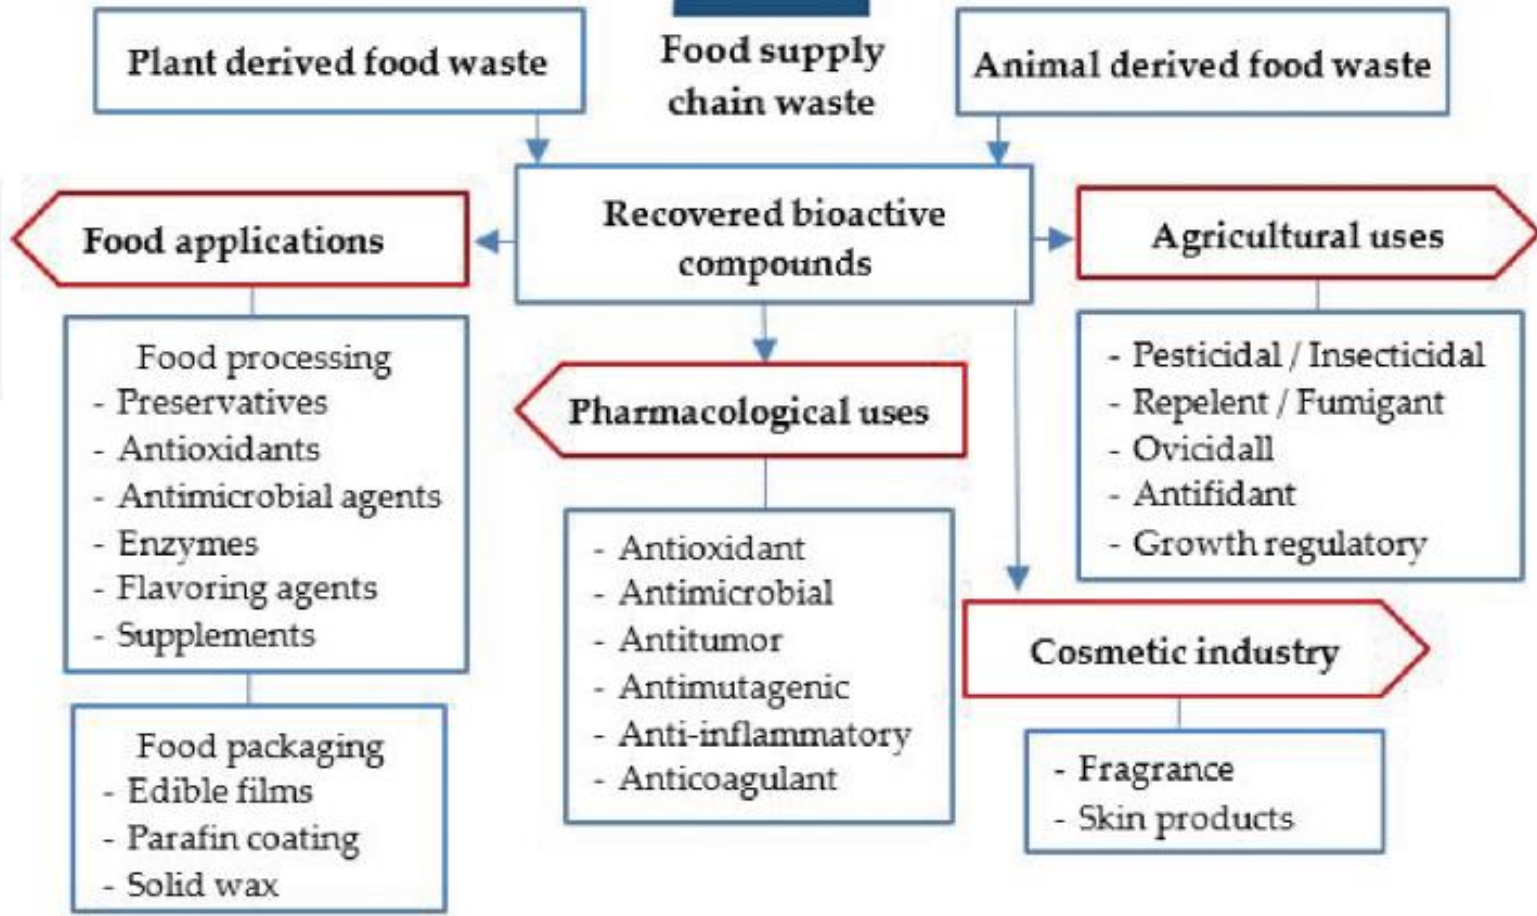 Plant derived food waste
Food supply
chain waste
Animal derived food waste
Recovered bioactive
compounds
Food applications
Agricultural uses
Food processing
- Preservatives
- Antioxidants
- Antimicrobial agents
- Enzymes
- Flavoring agents
- Supplements
Food packaging
- Edible films
- Parafin coating
- Solid wax
Pharmacological uses
- Antioxidant
- Antimicrobial
- Antitumor
- Antimutagenic
- Anti-inflammatory
- Anticoagulant
- Pesticidal / Insecticidal
- Repelent / Fumigant
- Ovicidall
- Antifidant
- Growth regulatory
Cosmetic industry
- Fragrance
- Skin products